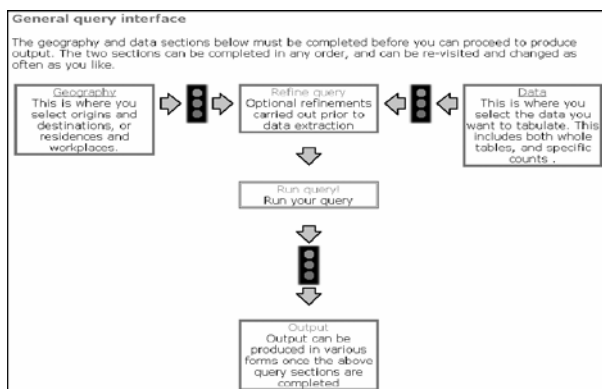 General query interface
The geography and data sections below must be completed before you can proceed to produce
output. The two sections can be completed in any order, and can be re-visited and changed as
often as you like.
Geography
This is where you
select origins and
destinations, or
residences and
workplaces.
Refine query
Optional refinements
carried out prior to
data extraction
Data
This is where you
select the data you
want to tabulate. This
includes both whole
tables, and specific
counts .
Run query!
Run your query
Output
Output can be
produced in various
forms once the above
query sections are
completed